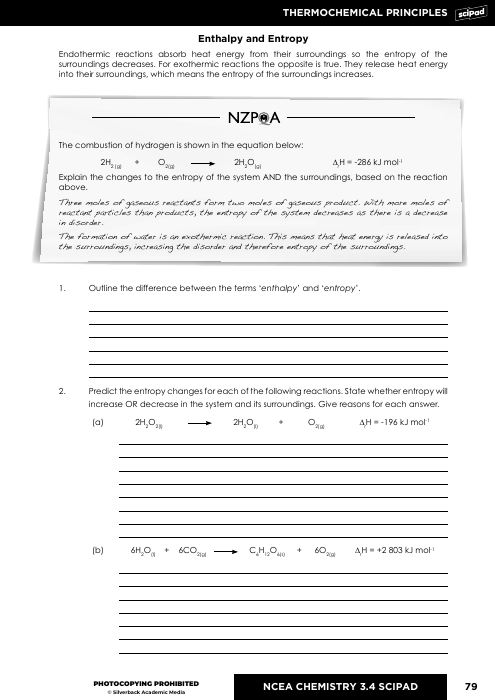 THERMOCHEMICAL PRINCIPLES
scipad
Enthalpy and Entropy
Endothermic reactions absorb heat energy from their surroundings so the entropy of the
surroundings decreases. For exothermic reactions the opposite is true. They release heat energy
into their surroundings, which means the entropy of the surroundings increases.
NZPQA
The combustion of hydrogen is shown in the equation below:
2H2 (g) + O2(g) → 2H2O(g) ΔrH = -286 kJ mol-1
Explain the changes to the entropy of the system AND the surroundings, based on the reaction
above.
Three moles of gaseous reactants form two moles of gaseous product. With more moles of
reactant particles than products, the entropy of the system decreases as there is a decrease
in disorder.
The formation of water is an exothermic reaction. This means that heat energy is released into
the surroundings, increasing the disorder and therefore entropy of the surroundings.
1. Outline the difference between the terms ‘enthalpy’ and ‘entropy’.
2. Predict the entropy changes for each of the following reactions. State whether entropy will
increase OR decrease in the system and its surroundings. Give reasons for each answer.
(a) 2H2O2(l) → 2H2O(l) + O2(g) ΔrH = -196 kJ mol-1
(b) 6H2O(l) + 6CO2(g) → C6H12O6(s) + 6O2(g) ΔrH = +2 803 kJ mol-1
PHOTOCOPYING PROHIBITED
© Silverback Academic Media
NCEA CHEMISTRY 3.4 SCIPAD
79